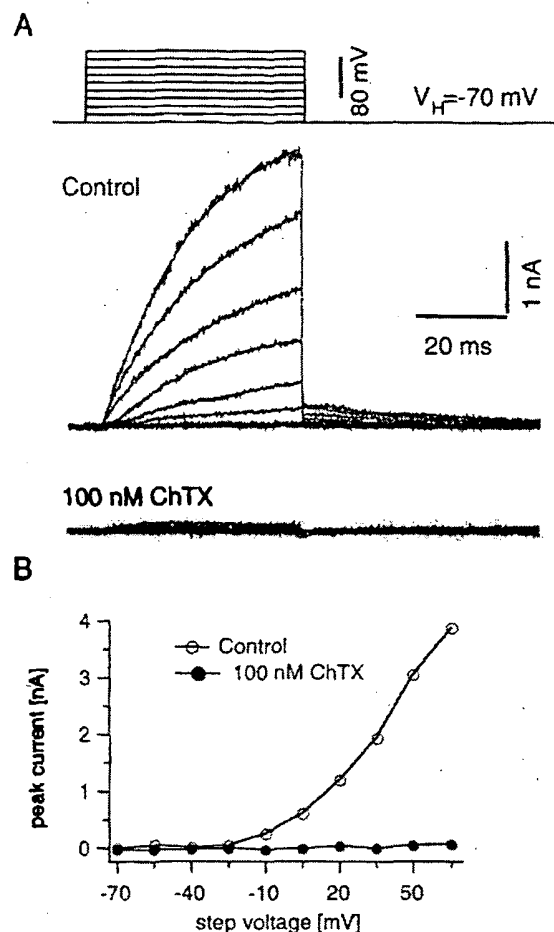 A
80 mV
V_H=-70 mV
Control
1 nA
20 ms
100 nM ChTX
B
peak current [nA]
4
3
2
1
0
Control
100 nM ChTX
-70
-40
-10
20
50
step voltage [mV]